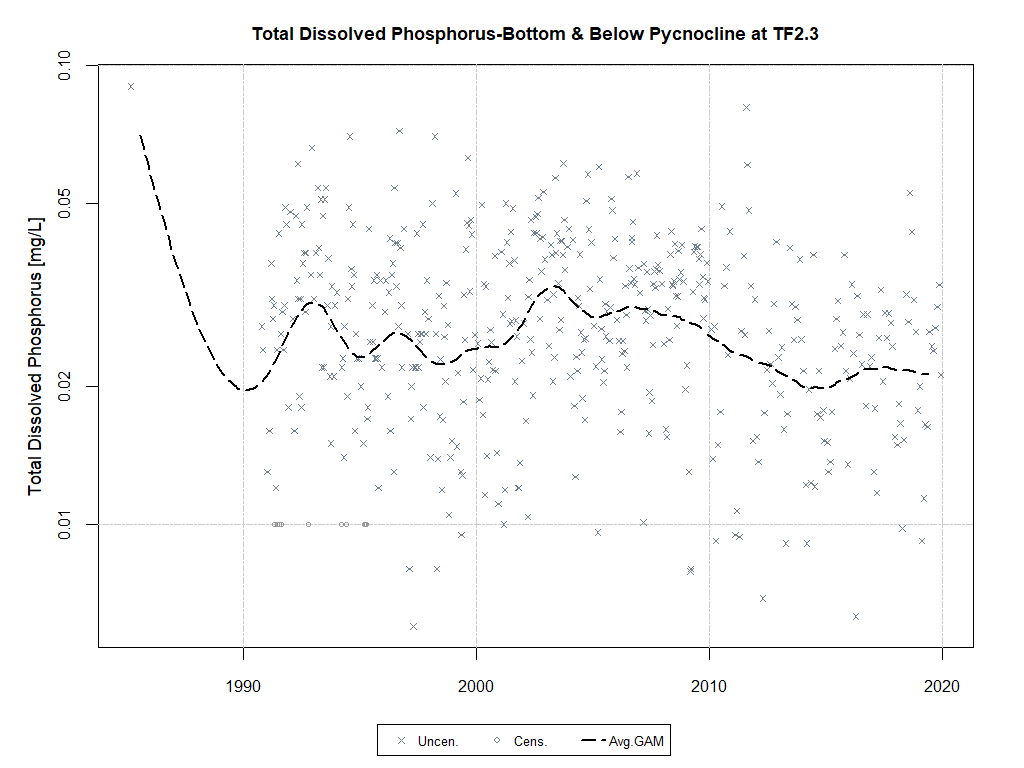 Total Dissolved Phosphorus-Bottom & Below Pycnocline at TF2.3
Total Dissolved Phosphorus [mg/L]
0.10
0.05
0.02
0.01
1990 2000 2010 2020
Uncen. Cens. Avg.GAM